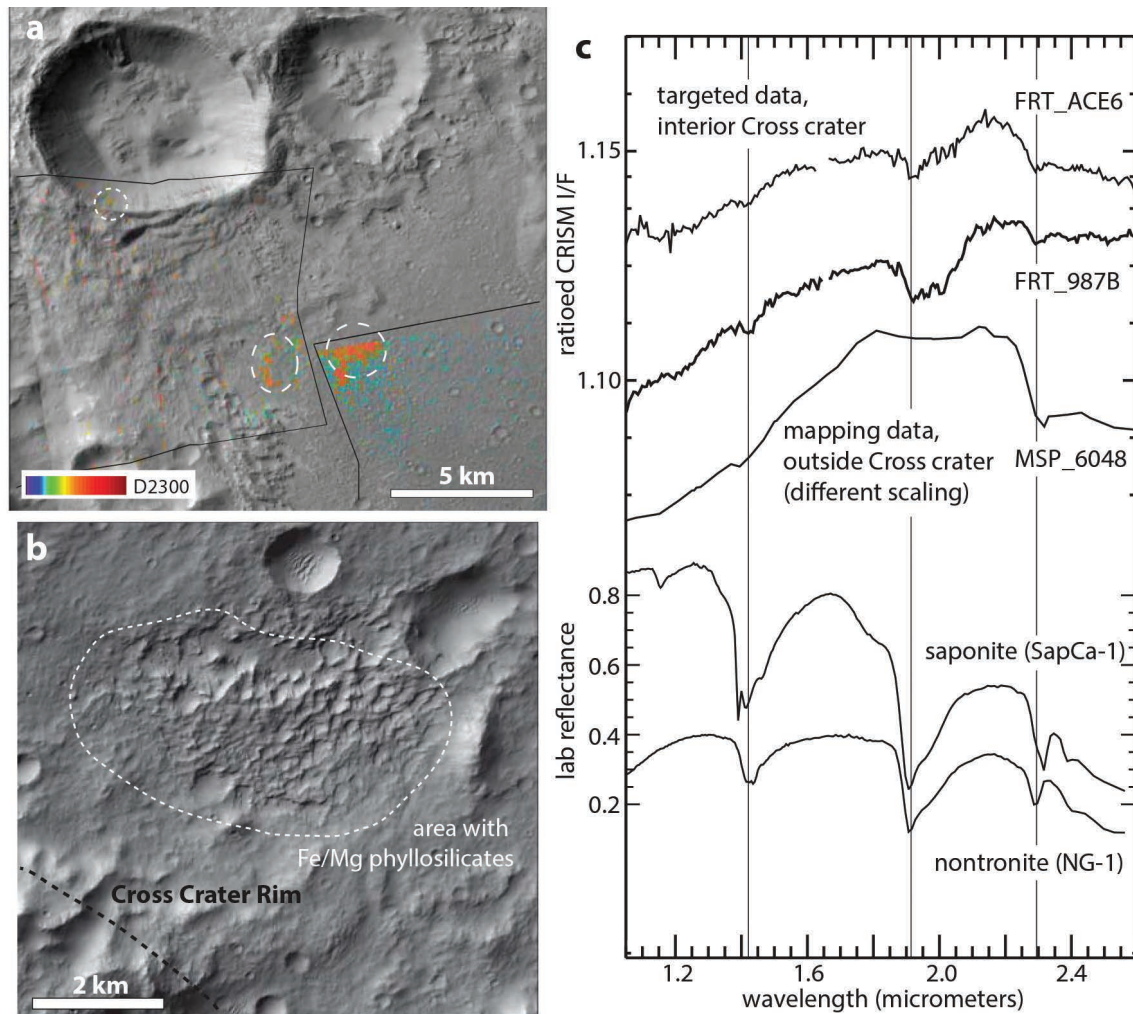 a
D2300
5 km
b
area with
Fe/Mg phyllosilicates
Cross Crater Rim
2 km
c
ratioed CRISM I/F
1.15
1.10
targeted data,
interior Cross crater
FRT_ACE6
FRT_987B
mapping data,
outside Cross crater
(different scaling)
MSP_6048
lab reflectance
0.8
0.6
0.4
0.2
saponite (SapCa-1)
nontronite (NG-1)
1.2 1.6 2.0 2.4
wavelength (micrometers)